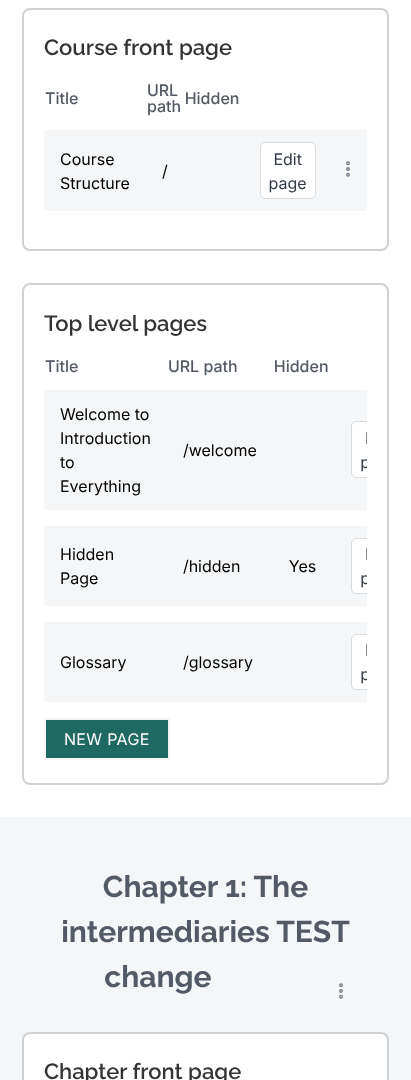 Course front page
Title URL path Hidden
Course Structure / Edit page
Top level pages
Title URL path Hidden
Welcome to
Introduction
to
Everything
/welcome
Hidden
Page
/hidden Yes
Glossary /glossary
NEW PAGE
Chapter 1: The
intermediaries TEST
change
Chapter front page